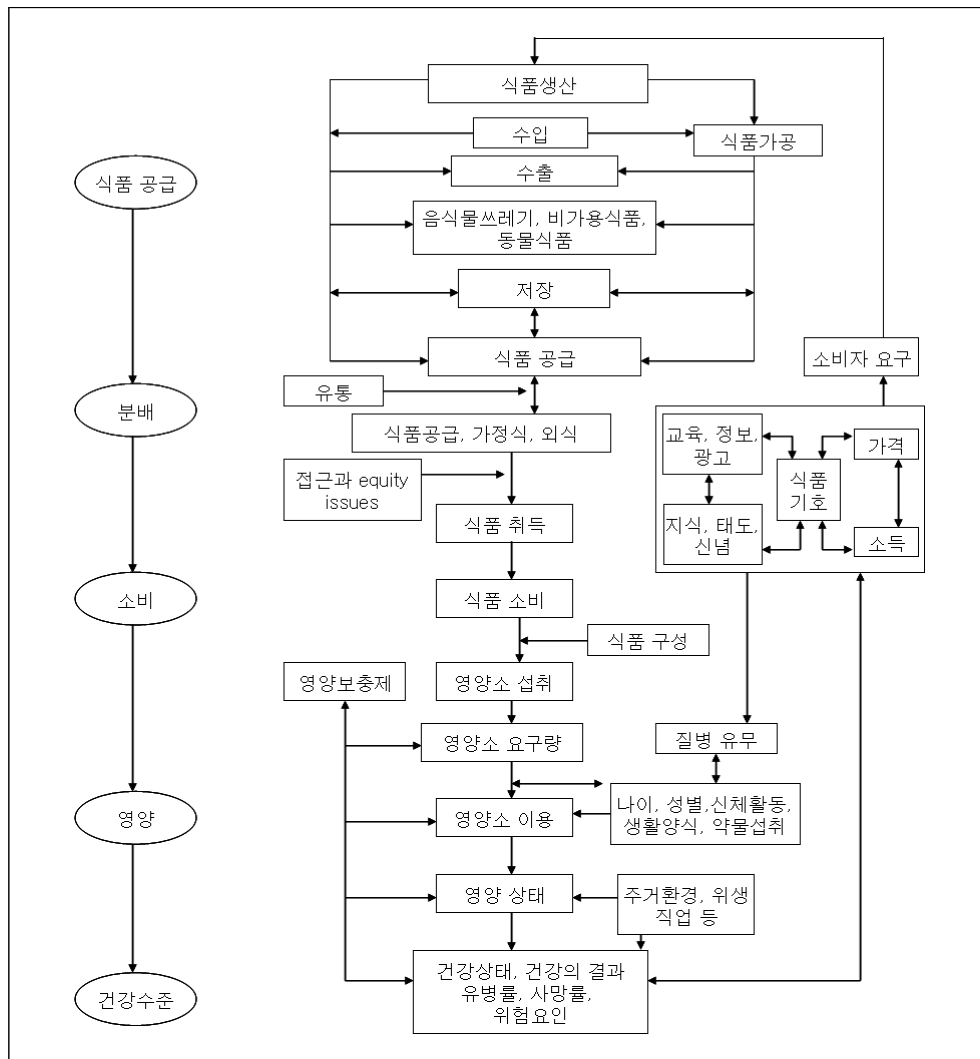 식품생산
수입
식품가공
식품 공급
수출
음식물쓰레기, 비가용식품,
동물식품
저장
식품 공급
소비자 요구
유통
분배
식품공급, 가정식, 외식
교육, 정보,
광고
가격
식품
기호
접근과 equity
issues
식품 취득
지식, 태도,
신념
소득
소비
식품 소비
식품 구성
영양보충제
영양소 섭취
영양소 요구량
질병 유무
영양
영양소 이용
나이, 성별,신체활동,
생활양식, 약물섭취
영양 상태
주거환경, 위생
직업 등
건강수준
건강상태, 건강의 결과
유병률, 사망률,
위험요인